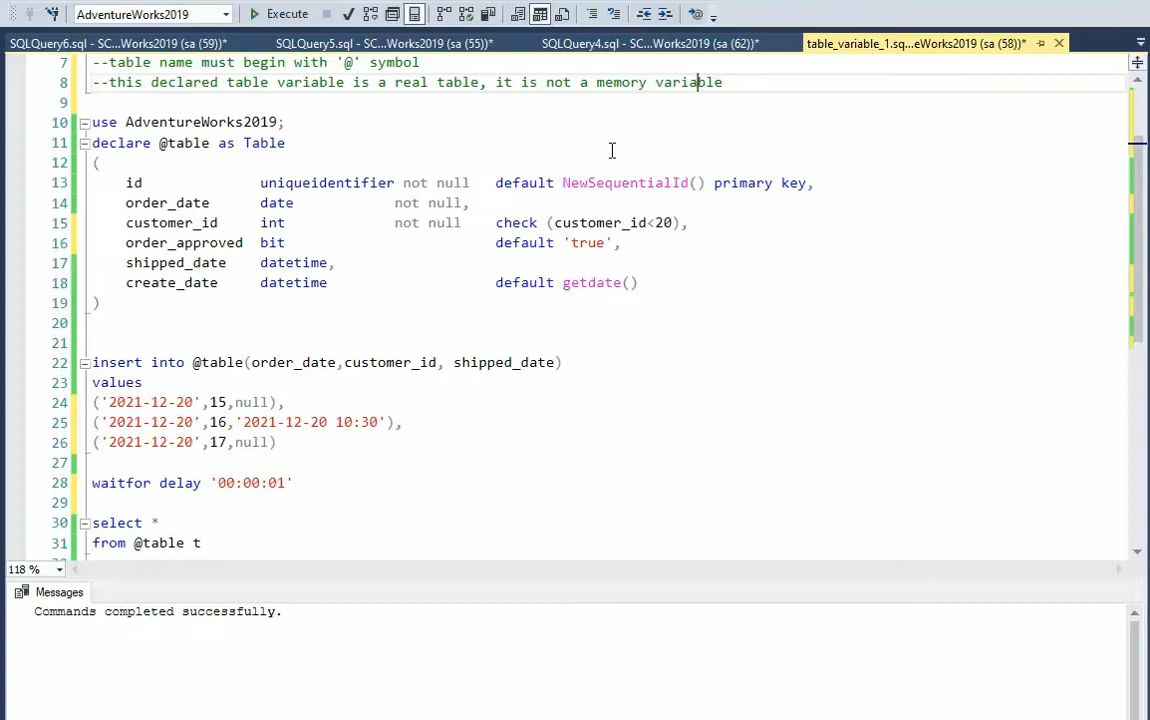 AdventureWorks2019 Execute
SQLQuery6.sql - SC...Works2019 (sa (59))* SQLQuery5.sql - SC...Works2019 (sa (55))* SQLQuery4.sql - SC...Works2019 (sa (62))* table_variable_1.sq...eWorks2019 (sa (58))*
7 --table name must begin with '@' symbol
8 --this declared table variable is a real table, it is not a memory variable
9
10 use AdventureWorks2019;
11 declare @table as Table
12 (
13 id uniqueidentifier not null default NewSequentialId() primary key,
14 order_date date not null,
15 customer_id int not null check (customer_id<20),
16 order_approved bit default 'true',
17 shipped_date datetime,
18 create_date datetime default getdate()
19 )
20
21
22 insert into @table(order_date,customer_id, shipped_date)
23 values
24 ('2021-12-20',15,null),
25 ('2021-12-20',16,'2021-12-20 10:30'),
26 ('2021-12-20',17,null)
27
28 waitfor delay '00:00:01'
29
30 select *
31 from @table t
118 %
Messages
Commands completed successfully.